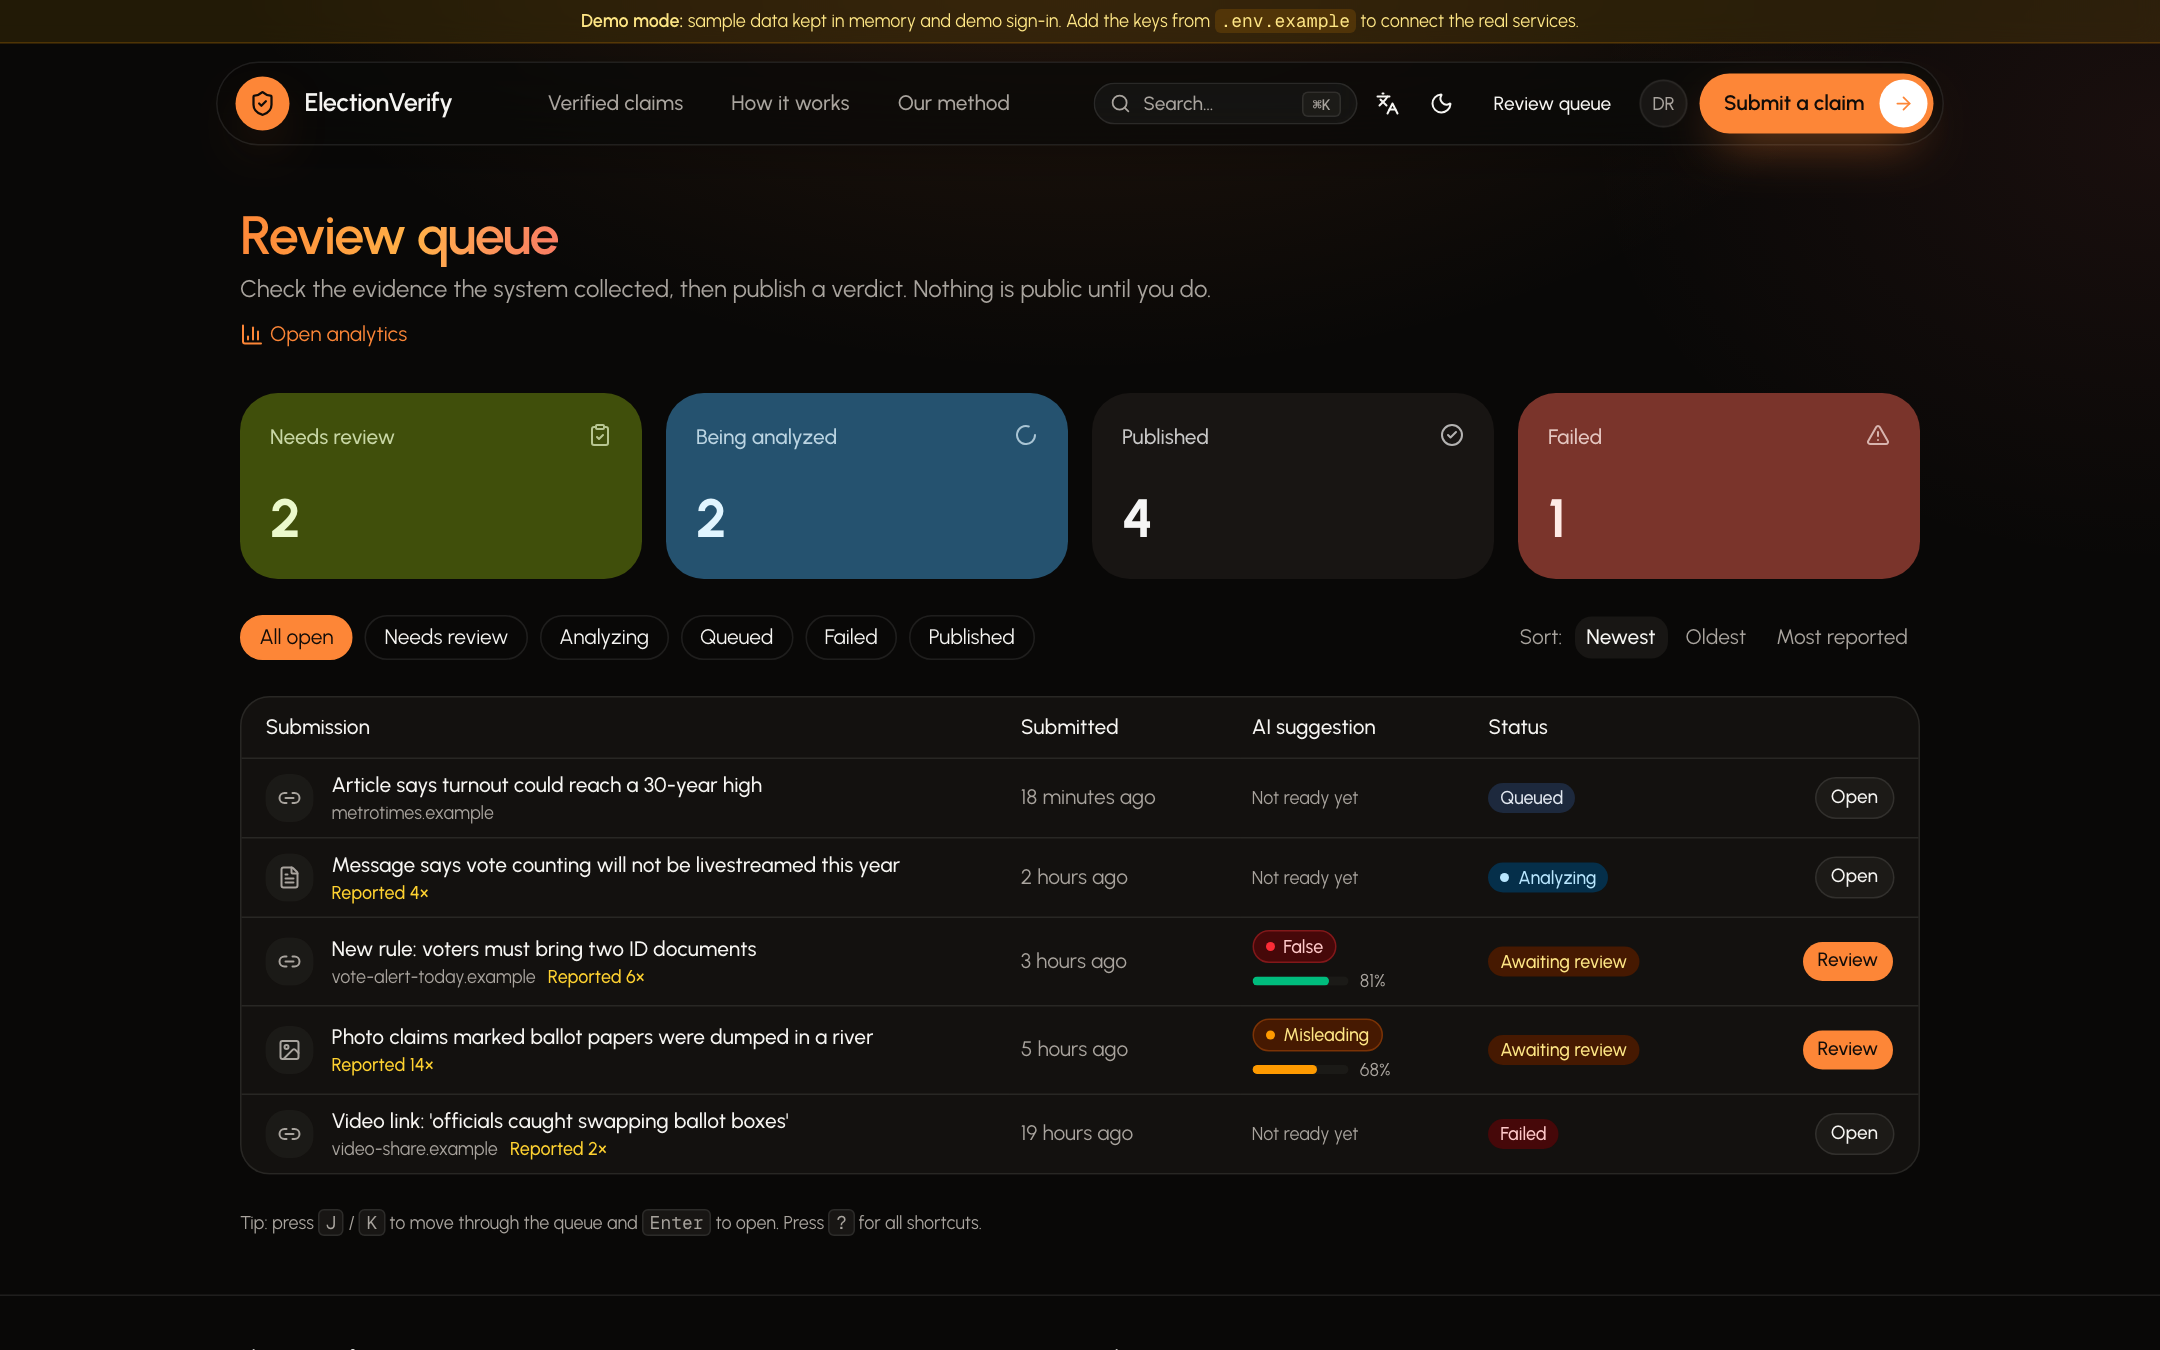 Demo mode: sample data kept in memory and demo sign-in. Add the keys from .env.example to connect the real services.
ElectionVerify
Verified claims
How it works
Our method
Search...
⌘K
Review queue
DR
Submit a claim
Review queue
Check the evidence the system collected, then publish a verdict. Nothing is public until you do.
Open analytics
Needs review
2
Being analyzed
2
Published
4
Failed
1
All open
Needs review
Analyzing
Queued
Failed
Published
Sort:
Newest
Oldest
Most reported
Submission
Submitted
AI suggestion
Status
Article says turnout could reach a 30-year high
metrotimes.example
18 minutes ago
Not ready yet
Queued
Open
Message says vote counting will not be livestreamed this year
Reported 4×
2 hours ago
Not ready yet
Analyzing
Open
New rule: voters must bring two ID documents
vote-alert-today.example Reported 6×
3 hours ago
False
81%
Awaiting review
Review
Photo claims marked ballot papers were dumped in a river
Reported 14×
5 hours ago
Misleading
68%
Awaiting review
Review
Video link: 'officials caught swapping ballot boxes'
video-share.example Reported 2×
19 hours ago
Not ready yet
Failed
Open
Tip: press J / K to move through the queue and Enter to open. Press ? for all shortcuts.